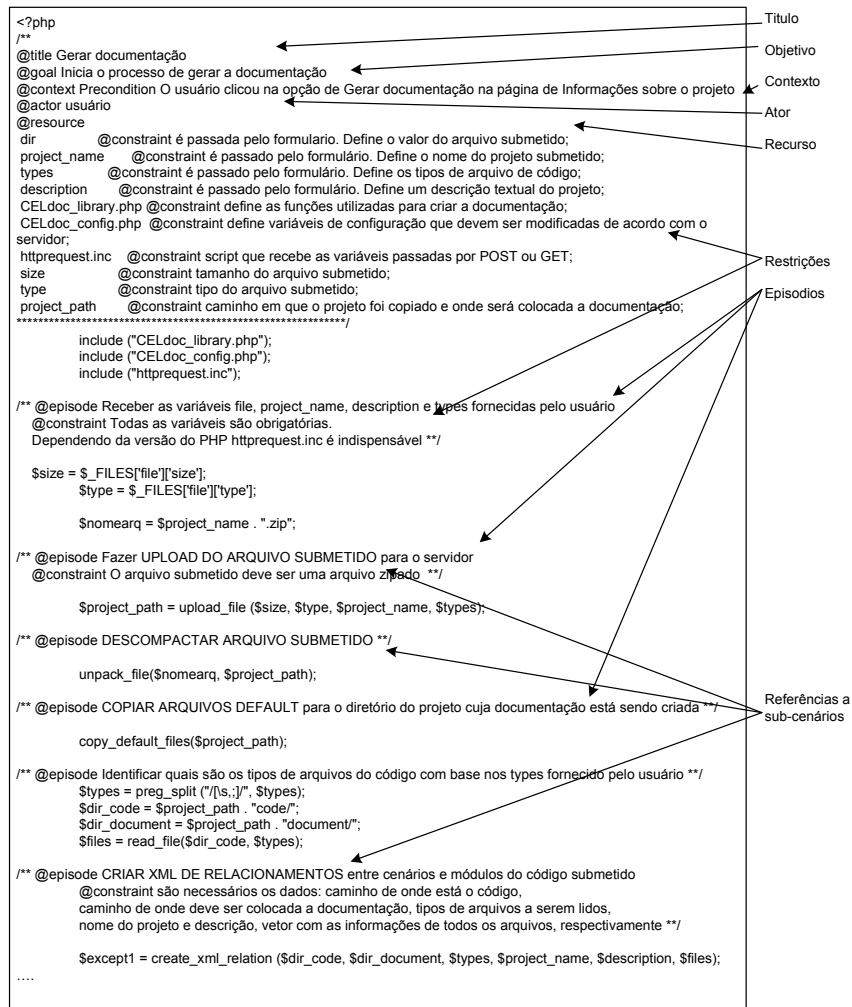 <?php
/**
@title Gerar documentação
@goal Inicia o processo de gerar a documentação
@context Precondition O usuário clicou na opção de Gerar documentação na página de Informações sobre o projeto
@actor usuário
@resource
dir @constraint é passada pelo formulario. Define o valor do arquivo submetido;
project_name @constraint é passado pelo formulário. Define o nome do projeto submetido;
types @constraint é passado pelo formulário. Define os tipos de arquivo de código;
description @constraint é passado pelo formulário. Define um descrição textual do projeto;
CELdoc_library.php @constraint define as funções utilizadas para criar a documentação;
CELdoc_config.php @constraint define variáveis de configuração que devem ser modificadas de acordo com o
servidor;
httprequest.inc @constraint script que recebe as variáveis passadas por POST ou GET;
size @constraint tamanho do arquivo submetido;
type @constraint tipo do arquivo submetido;
project_path @constraint caminho em que o projeto foi copiado e onde será colocada a documentação;
*************************************************************/
include ("CELdoc_library.php");
include ("CELdoc_config.php");
include ("httprequest.inc");
/** @episode Receber as variáveis file, project_name, description e types fornecidas pelo usuário
@constraint Todas as variáveis são obrigatórias.
Dependendo da versão do PHP httprequest.inc é indispensável **/
$size = $_FILES['file']['size'];
$type = $_FILES['file']['type'];
$nomearq = $project_name . ".zip";
/** @episode Fazer UPLOAD DO ARQUIVO SUBMETIDO para o servidor
@constraint O arquivo submetido deve ser uma arquivo zipado **/
$project_path = upload_file ($size, $type, $project_name, $types);
/** @episode DESCOMPACTAR ARQUIVO SUBMETIDO **/
unpack_file($nomearq, $project_path);
/** @episode COPIAR ARQUIVOS DEFAULT para o diretório do projeto cuja documentação está sendo criada **/
copy_default_files($project_path);
/** @episode Identificar quais são os tipos de arquivos do código com base nos types fornecido pelo usuário **/
$types = preg_split ("/[\s,;]/", $types);
$dir_code = $project_path . "code/";
$dir_document = $project_path . "document/";
$files = read_file($dir_code, $types);
/** @episode CRIAR XML DE RELACIONAMENTOS entre cenários e módulos do código submetido
@constraint são necessários os dados: caminho de onde está o código,
caminho de onde deve ser colocada a documentação, tipos de arquivos a serem lidos,
nome do projeto e descrição, vetor com as informações de todos os arquivos, respectivamente **/
$except1 = create_xml_relation ($dir_code, $dir_document, $types, $project_name, $description, $files);
….
Titulo
Objetivo
Contexto
Ator
Recurso
Restrições
Episodios
Referências a
sub-cenários